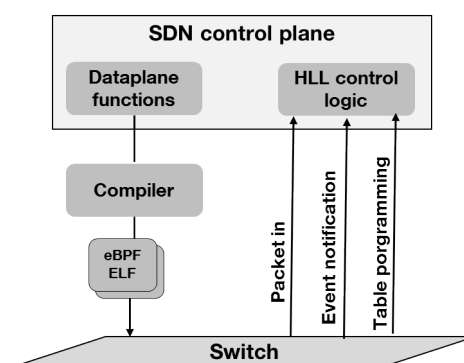 SDN control plane
Dataplane
functions
HLL control
logic
Compiler
eBPF
ELF
Packet in
Event notification
Table porgramming
Switch